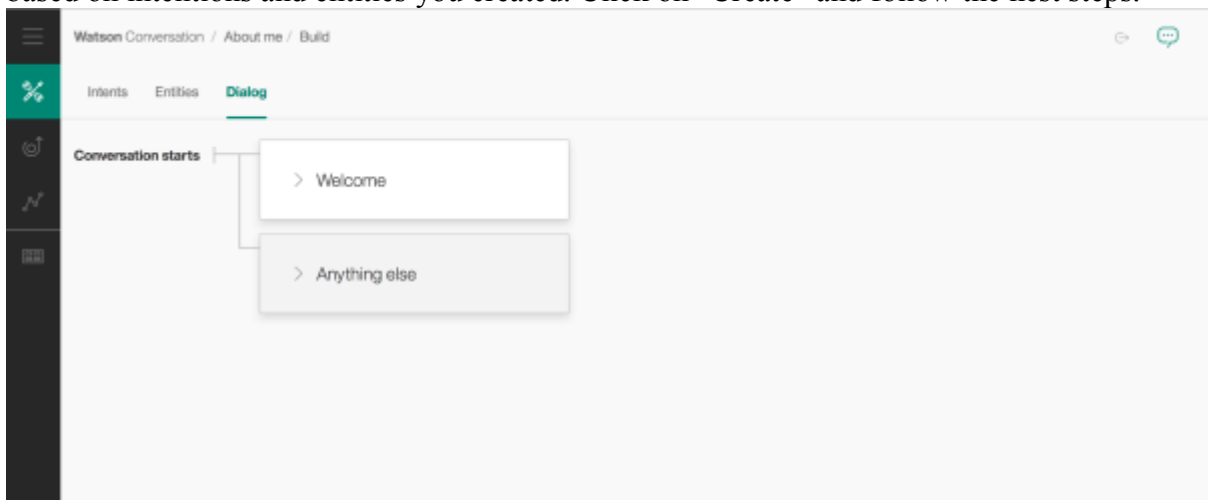 based on intentions and entities you created. Click on "Create" and follow the next steps.
Watson Conversation / About me / Build
Intents Entities Dialog
Conversation starts
Welcome
Anything else